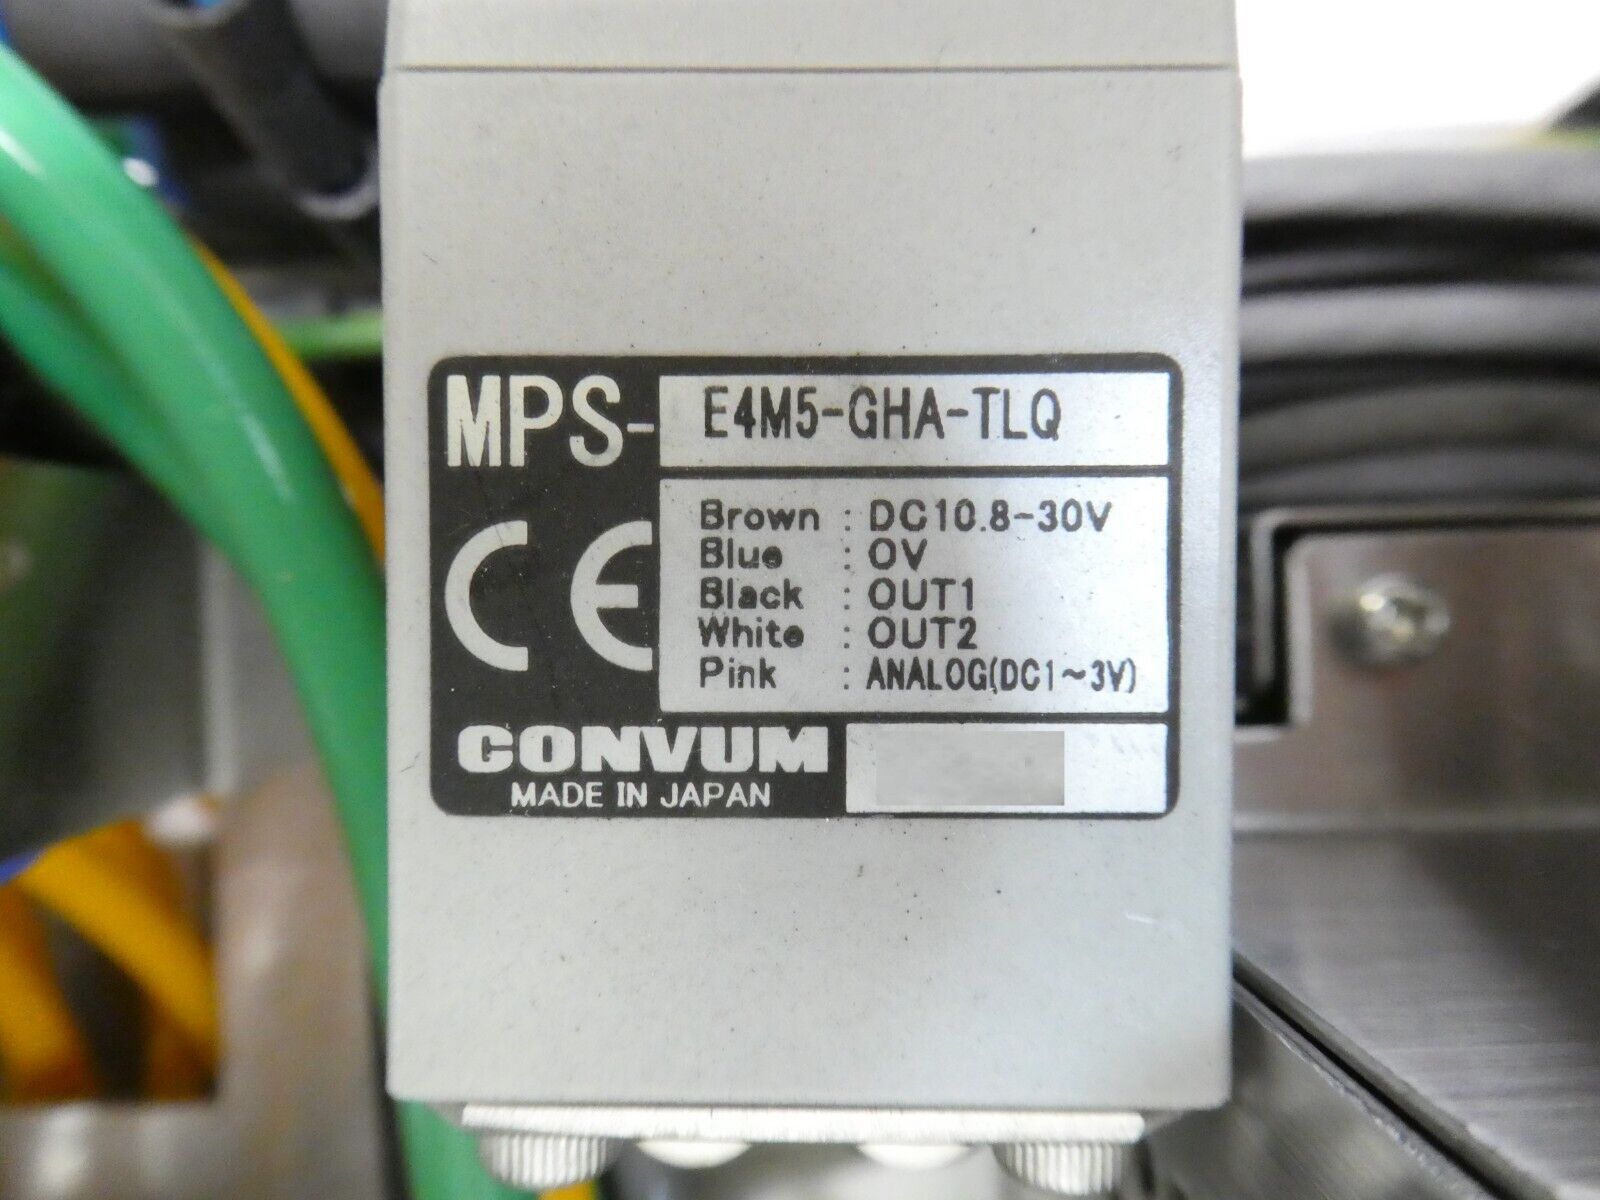 MPS- E4M5-GHA-TLQ
CE
Brown : DC10.8-30V
Blue : 0V
Black : OUT1
White : OUT2
Pink : ANALOG(DC1~3V)
CONVUM
MADE IN JAPAN